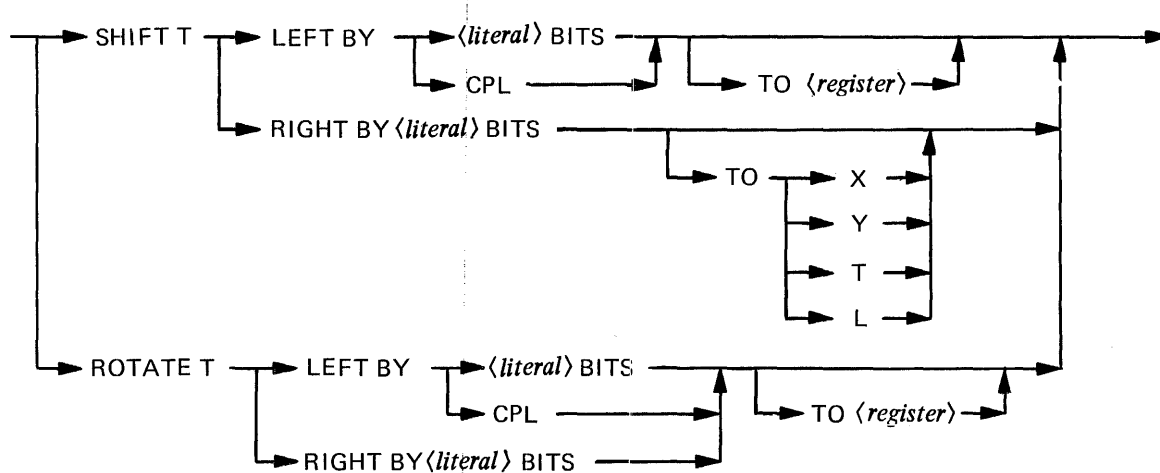 SHIFT T LEFT BY ⟨literal⟩ BITS
CPL TO ⟨register⟩
RIGHT BY ⟨literal⟩ BITS
TO X
Y
T
L
ROTATE T LEFT BY ⟨literal⟩ BITS
CPL TO ⟨register⟩
RIGHT BY ⟨literal⟩ BITS